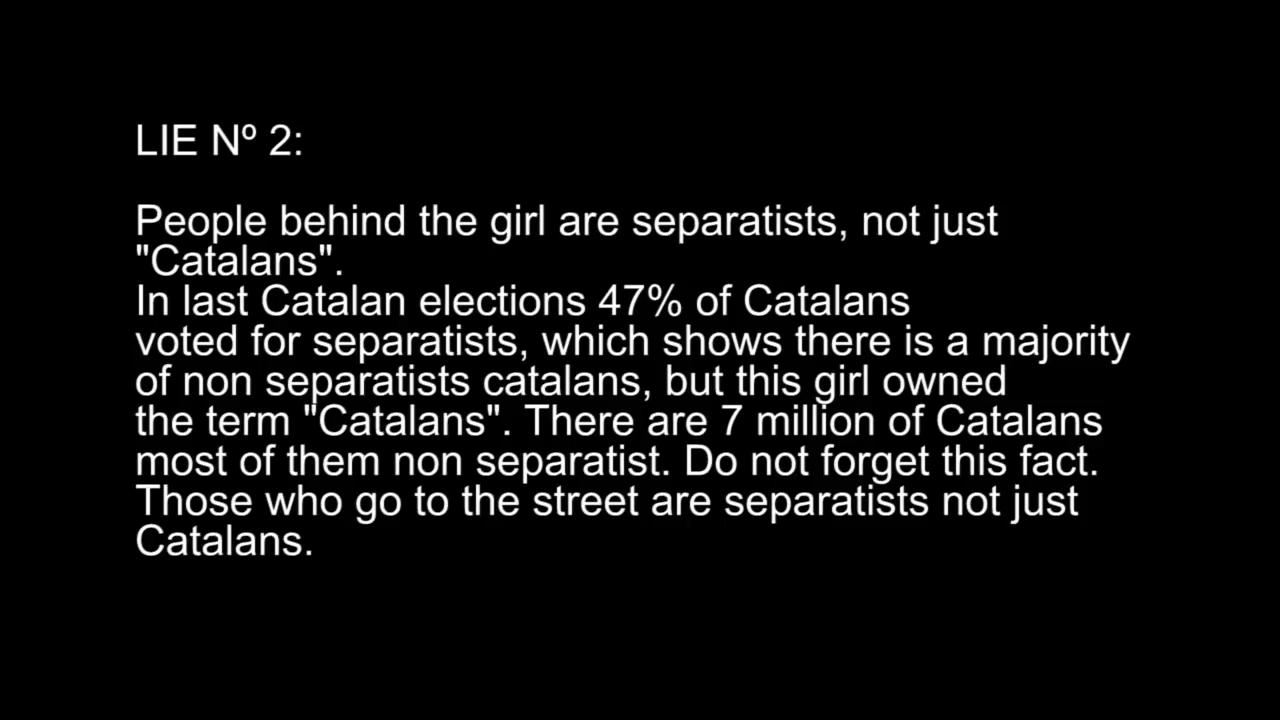 LIE Nº 2:
People behind the girl are separatists, not just
"Catalans".
In last Catalan elections 47% of Catalans
voted for separatists, which shows there is a majority
of non separatists catalans, but this girl owned
the term "Catalans". There are 7 million of Catalans
most of them non separatist. Do not forget this fact.
Those who go to the street are separatists not just
Catalans.